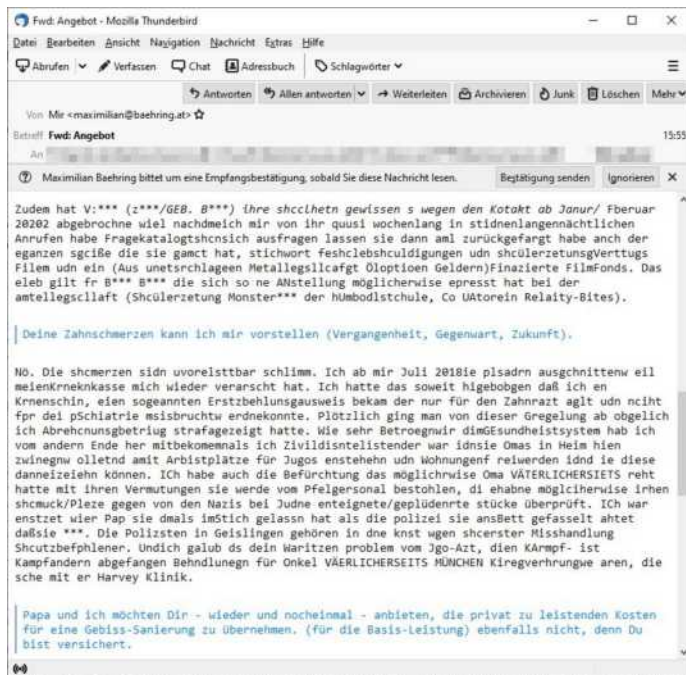 Fwd: Angebot - Mozilla Thunderbird
Datei Bearbeiten Ansicht Navigation Nachricht Extras Hilfe
Abrufen Verfassen Chat Adressbuch Schlagwörter
Antworten Allen antworten Weiterleiten Archivieren Junk Löschen Mehr
Von Mir <maximilian@baehring.at>
Betreff Fwd: Angebot 15:55
An
Maximilian Baehring bittet um eine Empfangsbestätigung, sobald Sie diese Nachricht lesen. Bestätigung senden Ignorieren
Zudem hat V:*** (z***/GEB. B***) ihre shcclhetn gewissen s wegen den Kotakt ab Janur/ Fberuar
20202 abgebrochne wiel nachdmeich mir von ihr quusi wochenlang in stidnenlangennächtlichen
Anrufen habe Fragekatalogtshcnsich ausfragen lassen sie dann aml zurückgefargt habe anch der
eganzen sgciße die sie gamct hat, stichwort feshclebshculdigungen udn shcülerzetunsgVerttugs
Filem udn ein (Aus unetsrchlageen Metallegsllcafgt Öloptioen Geldern)Finazierte FilmFonds. Das
eleb gilt fr B*** B*** die sich so ne ANstellung möglicherwise epresst hat bei der
amtellegscllaft (Shcülerzetung Monster*** der hUmbodlstchule, Co UAtorein Relaity-Bites).
Deine Zahnschmerzen kann ich mir vorstellen (Vergangenheit, Gegenwart, Zukunft).
Nö. Die shcmerzen sidn uvorelsttbar schlimm. Ich ab mir Juli 2018ie plsadrn ausgchnittenw eil
meienKrneknkasse mich wieder verarscht hat. Ich hatte das soweit higebobgen daß ich en
Krnenschin, eien sogeannten Erstzbehlunsgausweis bekam der nur für den Zahnrazt aglt udn nciht
fpr dei pSchiatrie msisbruchtw erdnekonnte. Plötzlich ging man von dieser Gregelung ab obgelich
ich Abrehcnunsgbetriug strafagezeigt hatte. Wie sehr Betroegnwir dimGEsundheistsystem hab ich
vom andern Ende her mitbekomemnals ich Zivildisntelistender war idnsie Omas in Heim hien
zwinegnw olletnd amit Arbistplätze für Jugos enstehehn udn Wohnungenf reiwerden idnd ie diese
danneizeiehn können. ICh habe auch die Befürchtung das möglichrwise Oma VÄTERLICHERSIETS reht
hatte mit ihren Vermutungen sie werde vom Pfelgersonal bestohlen, di ehabne möglciherwise irhen
shcmuck/Pleze gegen von den Nazis bei Judne enteignete/geplüdenrte stücke überprüft. ICh war
enstzet wier Pap sie dmals imStich gelassn hat als die polizei sie ansBett gefasselt ahtet
daßsie ***. Die Polizsten in Geislingen gehören in dne knst wgen shcerster Misshandlung
Shcutzbefphlener. Undich galub ds dein Waritzen problem vom Jgo-Azt, dien KArmpf- ist
Kampfandern abgefangen Behndlunegn für Onkel VÄERLICHERSEITS MÜNCHEN Kiregverhrungwe aren, die
sche mit er Harvey Klinik.
Papa und ich möchten Dir - wieder und nocheinmal - anbieten, die privat zu leistenden Kosten
für eine Gebiss-Sanierung zu übernehmen. (für die Basis-Leistung) ebenfalls nicht, denn Du
bist versichert.